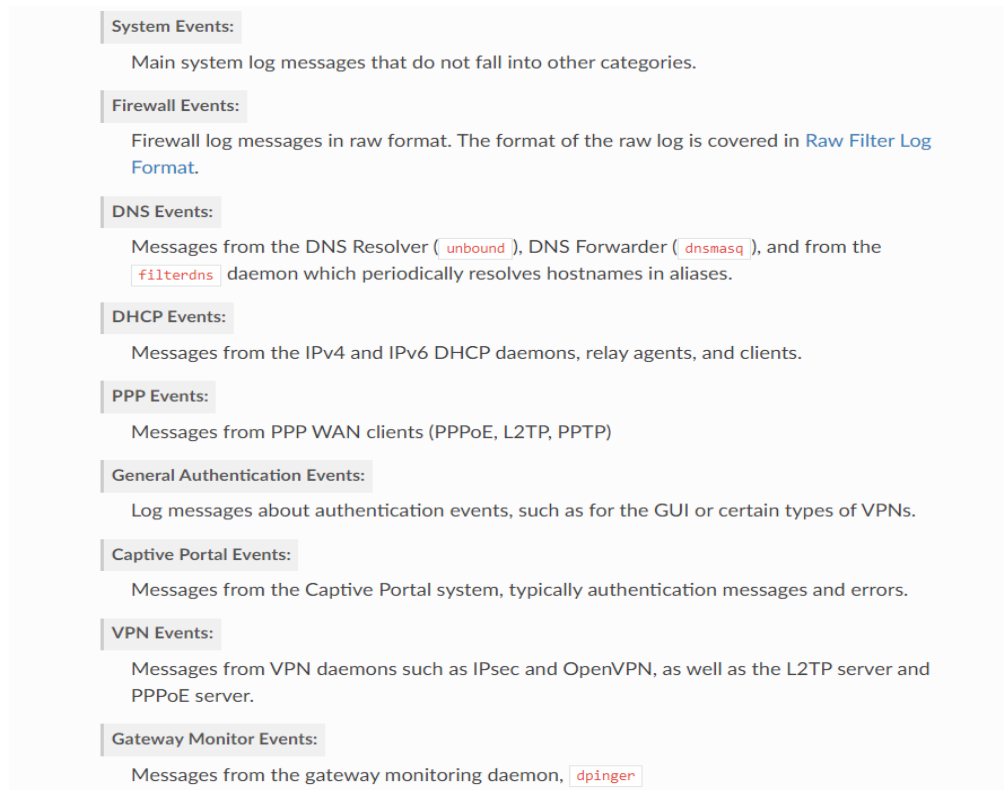 System Events:
Main system log messages that do not fall into other categories.
Firewall Events:
Firewall log messages in raw format. The format of the raw log is covered in Raw Filter Log
Format.
DNS Events:
Messages from the DNS Resolver ( unbound ), DNS Forwarder ( dnsmasq ), and from the
filterdns daemon which periodically resolves hostnames in aliases.
DHCP Events:
Messages from the IPv4 and IPv6 DHCP daemons, relay agents, and clients.
PPP Events:
Messages from PPP WAN clients (PPPoE, L2TP, PPTP)
General Authentication Events:
Log messages about authentication events, such as for the GUI or certain types of VPNs.
Captive Portal Events:
Messages from the Captive Portal system, typically authentication messages and errors.
VPN Events:
Messages from VPN daemons such as IPsec and OpenVPN, as well as the L2TP server and
PPPoE server.
Gateway Monitor Events:
Messages from the gateway monitoring daemon, dpinger